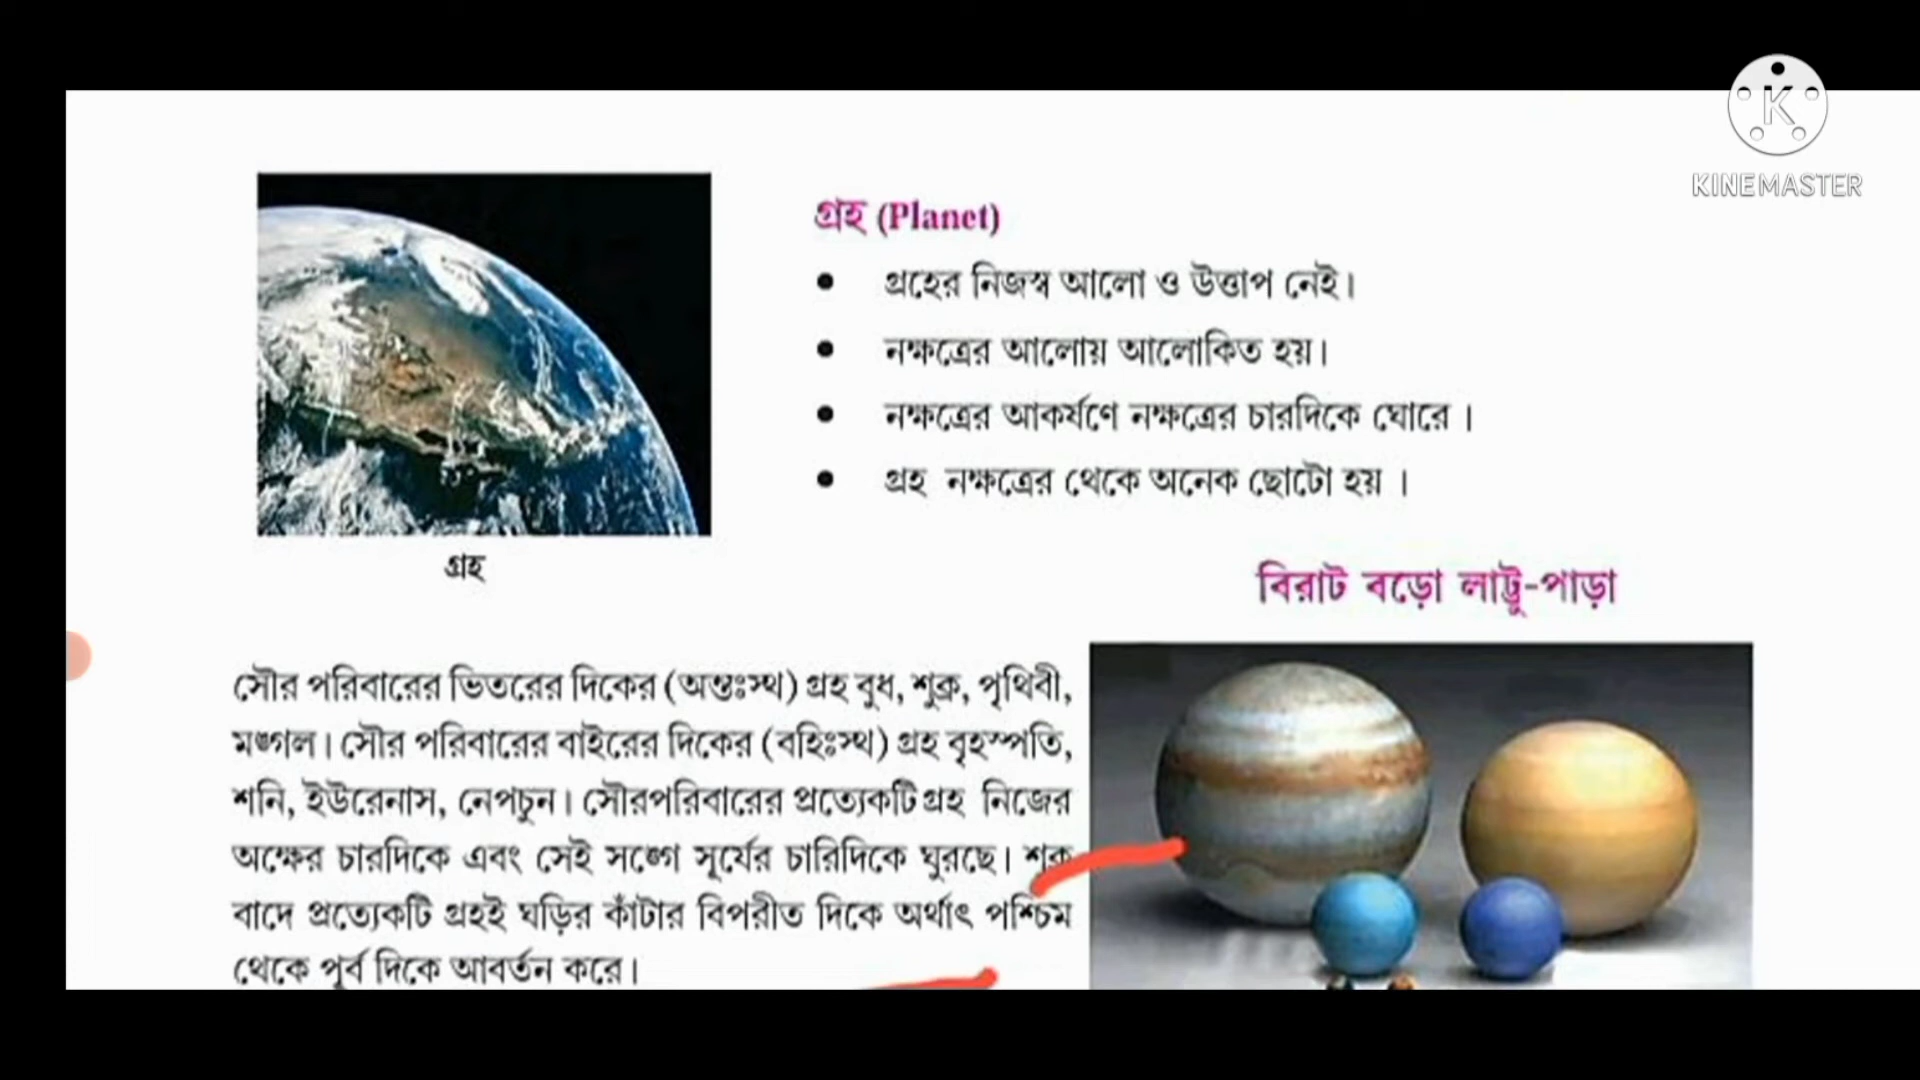 KINEMASTER
গ্রহ (Planet)
• গ্রহের নিজস্ব আলো ও উত্তাপ নেই।
• নক্ষত্রের আলোয় আলোকিত হয়।
• নক্ষত্রের আকর্ষণে নক্ষত্রের চারদিকে ঘোরে ।
• গ্রহ নক্ষত্রের থেকে অনেক ছোটো হয় ।
গ্রহ
বিরাট বড়ো লাট্টু-পাড়া
সৌর পরিবারের ভিতরের দিকের (অন্তঃস্থ) গ্রহ বুধ, শুক্র, পৃথিবী,
মঙ্গল। সৌর পরিবারের বাইরের দিকের (বহিঃস্থ) গ্রহ বৃহস্পতি,
শনি, ইউরেনাস, নেপচুন। সৌরপরিবারের প্রত্যেকটি গ্রহ নিজের
অক্ষের চারদিকে এবং সেই সঙ্গে সূর্যের চারিদিকে ঘুরছে। শুক্র
বাদে প্রত্যেকটি গ্রহই ঘড়ির কাঁটার বিপরীত দিকে অর্থাৎ পশ্চিম
থেকে পূর্ব দিকে আবর্তন করে।